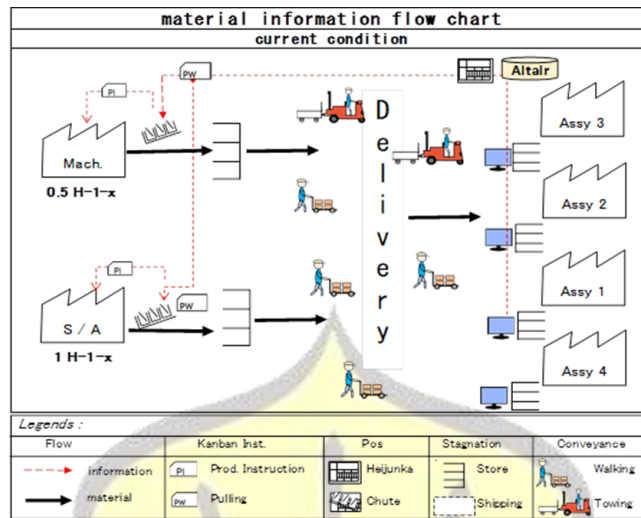 material information flow chart
current condition
Altair
PW
PI
Mach.
0.5 H-1-x
Delivery
Assy 3
Assy 2
PI
PW
S / A
1 H-1-x
Assy 1
Assy 4
Legends :
Flow Kanban Inst. Pos Stagnation Conveyance
information PI Prod. Instruction Heijunka Store Walking
material PW Pulling Chute Shipping Towing